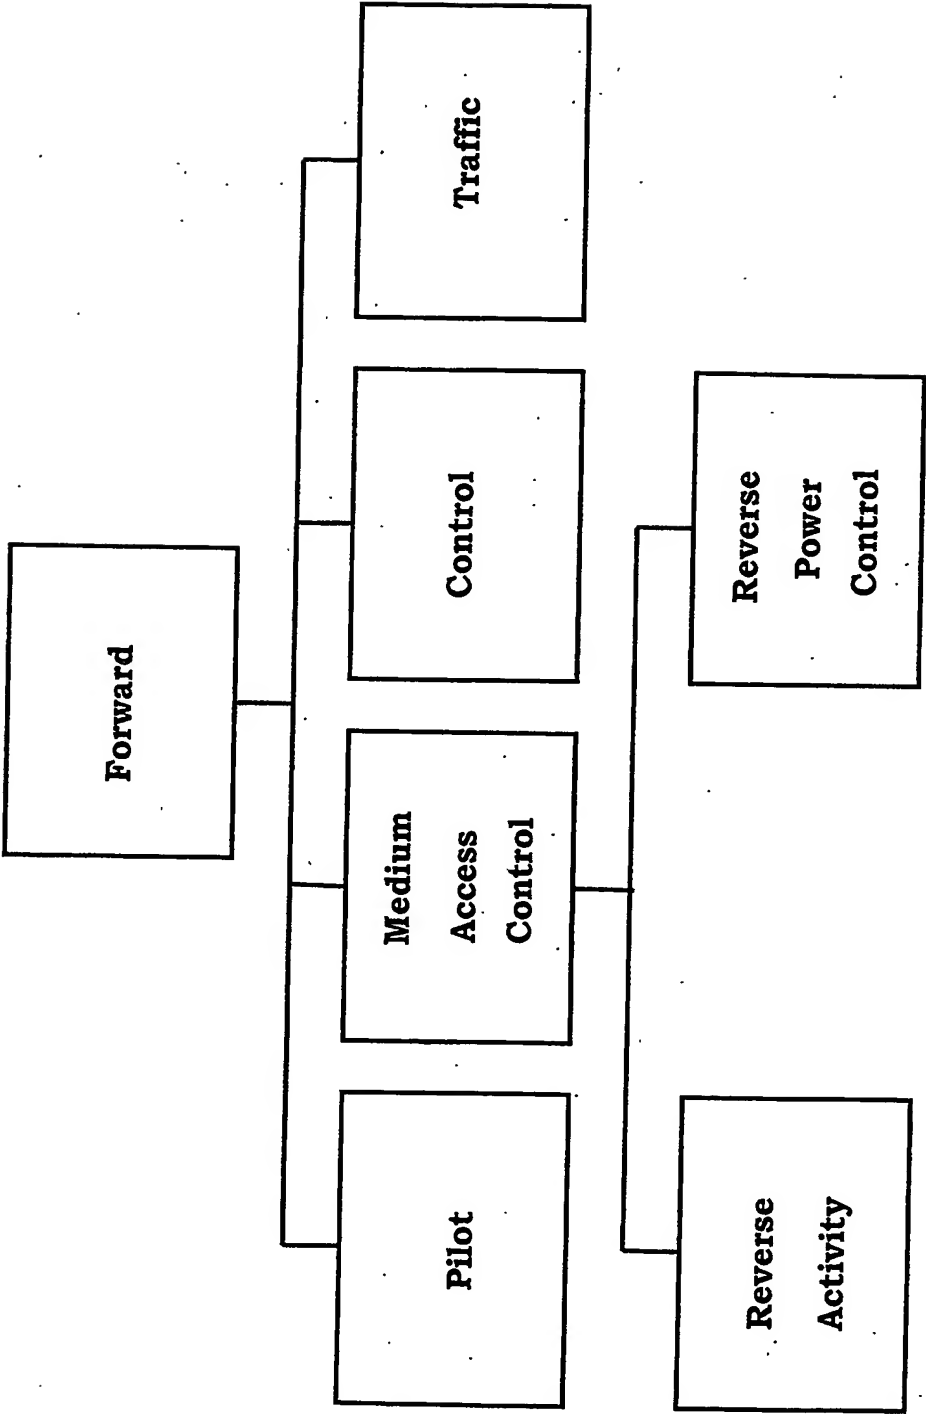 Forward
Pilot
Medium
Access
Control
Control
Traffic
Reverse
Activity
Reverse
Power
Control